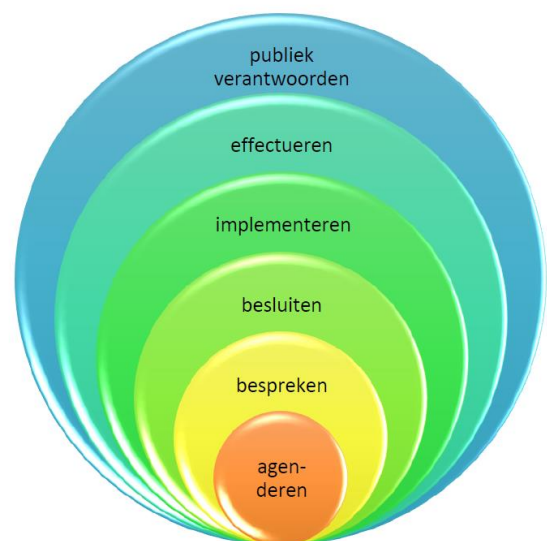 publiek
verantwoorden
effectueren
implementeren
besluiten
bespreken
agen-
deren